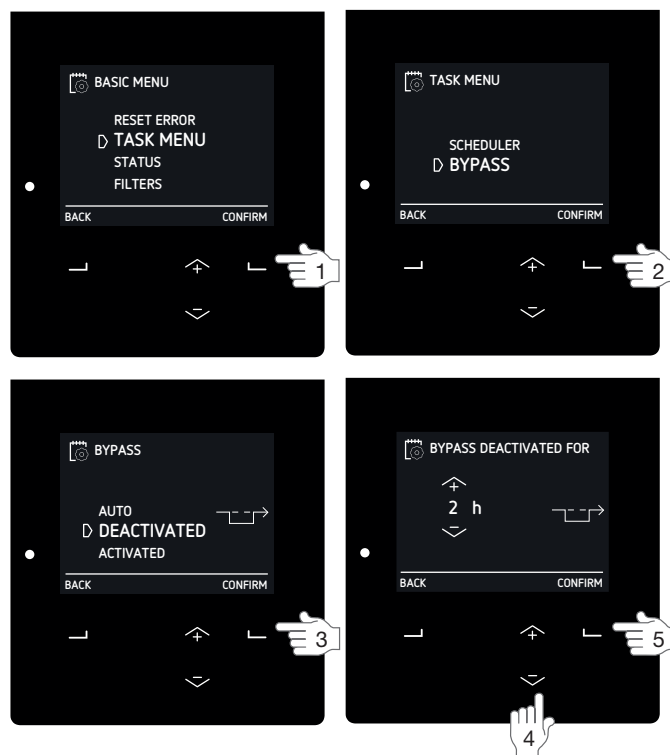 BASIC MENU
RESET ERROR
TASK MENU
STATUS
FILTERS
BACK CONFIRM
1
TASK MENU
SCHEDULER
BYPASS
BACK CONFIRM
2
BYPASS
AUTO
DEACTIVATED
ACTIVATED
BACK CONFIRM
3
BYPASS DEACTIVATED FOR
2 h
BACK CONFIRM
5
4